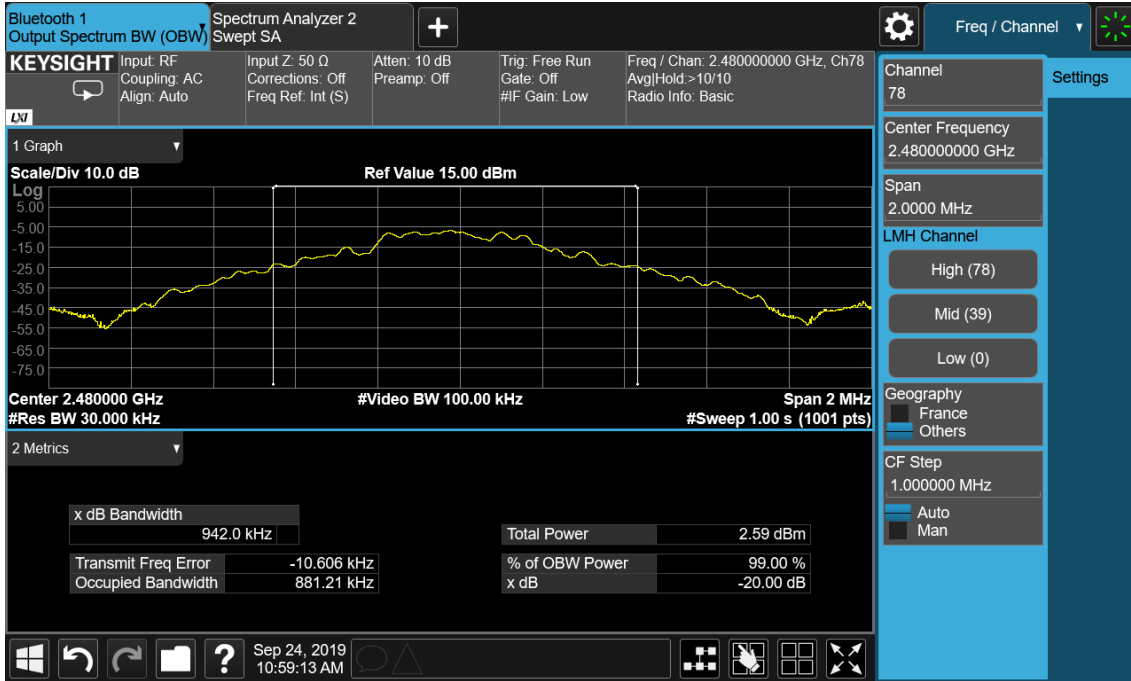 Bluetooth 1
Output Spectrum BW (OBW)
Spectrum Analyzer 2
Swept SA
Freq / Channel
KEYSIGHT
LXI
Input: RF
Coupling: AC
Align: Auto
Input Z: 50 Ω
Corrections: Off
Freq Ref: Int (S)
Atten: 10 dB
Preamp: Off
Trig: Free Run
Gate: Off
#IF Gain: Low
Freq / Chan: 2.480000000 GHz, Ch78
Avg|Hold:>10/10
Radio Info: Basic
1 Graph
Scale/Div 10.0 dB
Ref Value 15.00 dBm
Log
5.00
-5.00
-15.0
-25.0
-35.0
-45.0
-55.0
-65.0
-75.0
Center 2.480000 GHz
#Video BW 100.00 kHz
Span 2 MHz
#Res BW 30.000 kHz
#Sweep 1.00 s (1001 pts)
2 Metrics
x dB Bandwidth
942.0 kHz
Total Power 2.59 dBm
Transmit Freq Error -10.606 kHz
% of OBW Power 99.00 %
Occupied Bandwidth 881.21 kHz
x dB -20.00 dB
Channel
78
Settings
Center Frequency
2.480000000 GHz
Span
2.0000 MHz
LMH Channel
High (78)
Mid (39)
Low (0)
Geography
France
Others
CF Step
1.000000 MHz
Auto
Man
?
Sep 24, 2019
10:59:13 AM